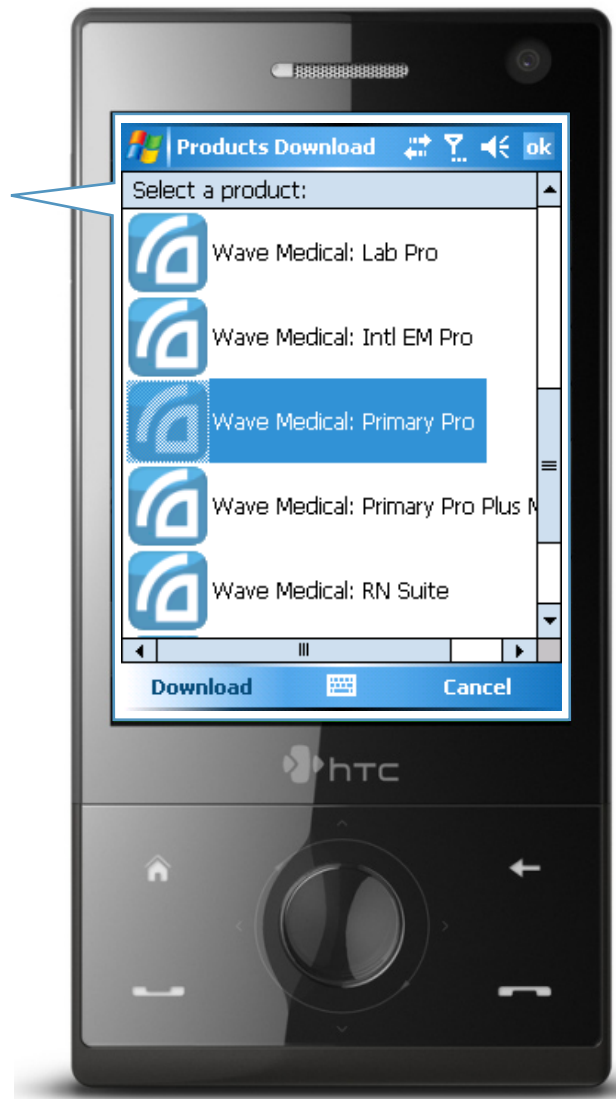 Products Download ok
Select a product:
Wave Medical: Lab Pro
Wave Medical: Intl EM Pro
Wave Medical: Primary Pro
Wave Medical: Primary Pro Plus
Wave Medical: RN Suite
Download Cancel
hTC